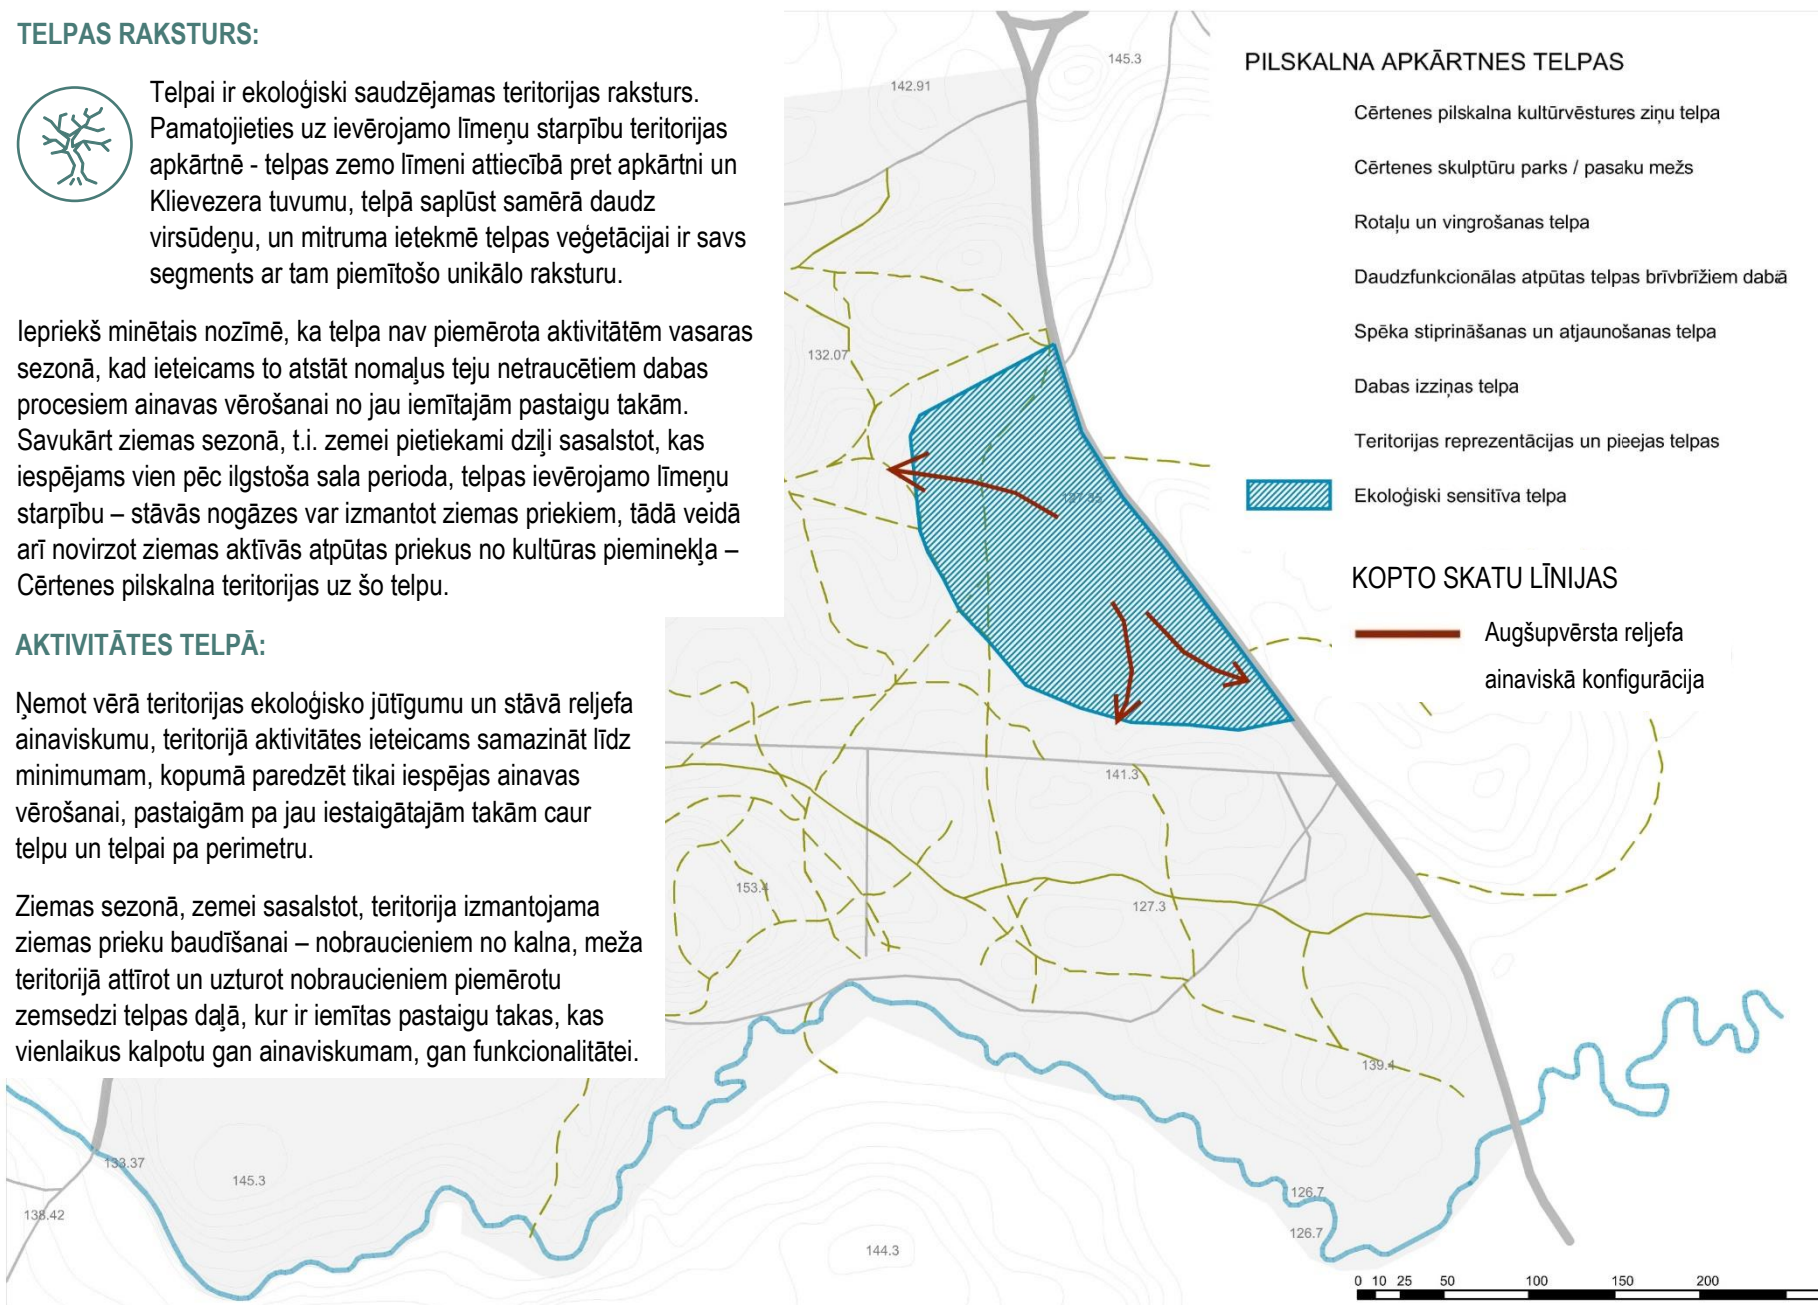 TELPAS RAKSTURS:
Telpai ir ekoloģiski saudzējamas teritorijas raksturs.
Pamatojieties uz ievērojamo līmeņu starpību teritorijas
apkārtnē - telpas zemo līmeni attiecībā pret apkārtni un
Klievezera tuvumu, telpā saplūst samērā daudz
virsūdeņu, un mitruma ietekmē telpas veģetācijai ir savs
segments ar tam piemītošo unikālo raksturu.
Iepriekš minētais nozīmē, ka telpa nav piemērota aktivitātēm vasaras
sezonā, kad ieteicams to atstāt nomaļus teju netraucētiem dabas
procesiem ainavas vērošanai no jau iemītajām pastaigu takām.
Savukārt ziemas sezonā, t.i. zemei pietiekami dziļi sasalstot, kas
iespējams vien pēc ilgstoša sala perioda, telpas ievērojamo līmeņu
starpību – stāvās nogāzes var izmantot ziemas priekiem, tādā veidā
arī novirzot ziemas aktīvās atpūtas priekus no kultūras pieminekļa –
Cērtenes pilskalna teritorijas uz šo telpu.
AKTIVITĀTES TELPĀ:
Ņemot vērā teritorijas ekoloģisko jūtīgumu un stāvā reljefa
ainaviskumu, teritorijā aktivitātes ieteicams samazināt līdz
minimumam, kopumā paredzēt tikai iespējas ainavas
vērošanai, pastaigām pa jau iestaigātajām takām caur
telpu un telpai pa perimetru.
Ziemas sezonā, zemei sasalstot, teritorija izmantojama
ziemas prieku baudīšanai – nobraucieniem no kalna, meža
teritorijā attīrot un uzturot nobraucieniem piemērotu
zemsedzi telpas daļā, kur ir iemītas pastaigu takas, kas
vienlaikus kalpotu gan ainaviskumam, gan funkcionalitātei.
PILSKALNA APKĀRTNES TELPAS
Cērtenes pilskalna kultūrvēstures ziņu telpa
Cērtenes skulptūru parks / pasaku mežs
Rotaļu un vingrošanas telpa
Daudzfunkcionālas atpūtas telpas brīvbrīžiem dabā
Spēka stiprināšanas un atjaunošanas telpa
Dabas izziņas telpa
Teritorijas reprezentācijas un pieejas telpas
Ekoloģiski sensitīva telpa
KOPTO SKATU LĪNIJAS
Augšupvērsta reljefa
ainaviskā konfigurācija
145.3
142.91
132.07
127.35
141.3
153.4
127.3
139.4
133.37
145.3
138.42
126.7
126.7
144.3
0 10 25 50 100 150 200